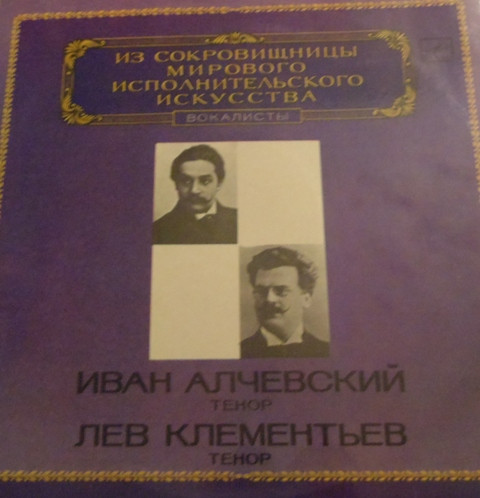 ИЗ СОКРОВИЩНИЦЫ
МИРОВОГО
ИСПОЛНИТЕЛЬСКОГО
ИСКУССТВА
ВОКАЛИСТЫ
ИВАН АЛЧЕВСКИЙ
ТЕНОР
ЛЕВ КЛЕМЕНТЬЕВ
ТЕНОР